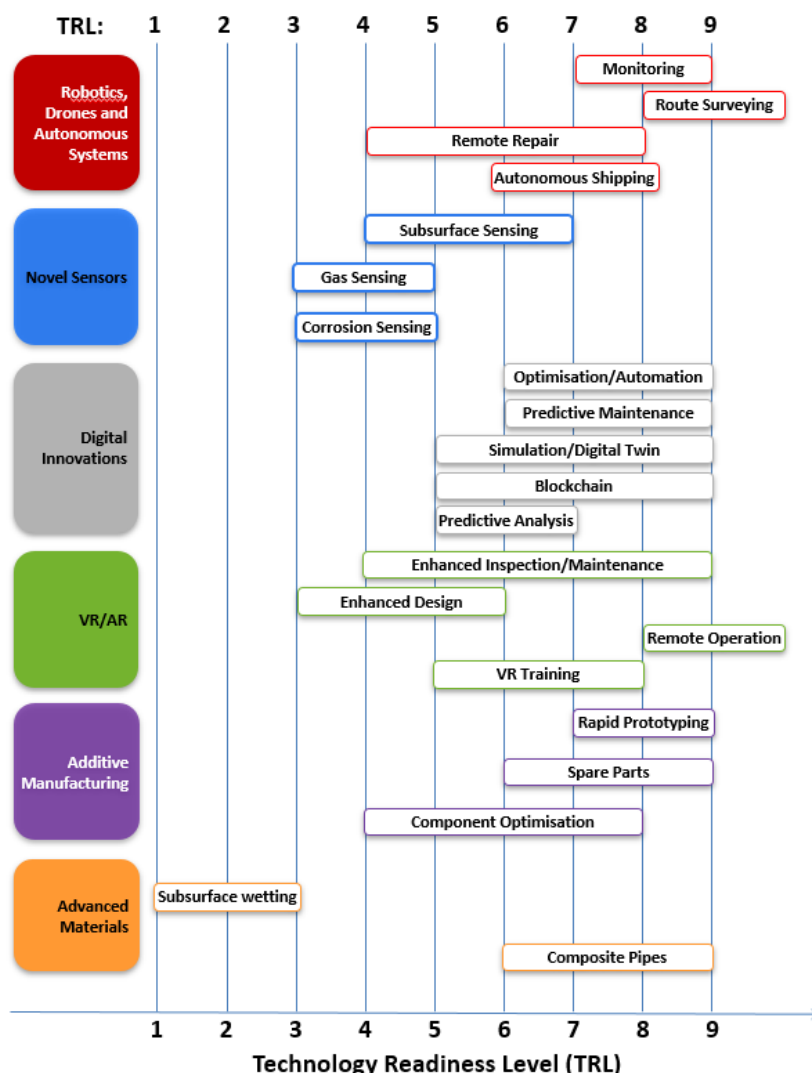 TRL: 1 2 3 4 5 6 7 8 9
Robotics,
Drones and
Autonomous
Systems
Monitoring
Route Surveying
Remote Repair
Autonomous Shipping
Novel Sensors
Subsurface Sensing
Gas Sensing
Corrosion Sensing
Digital
Innovations
Optimisation/Automation
Predictive Maintenance
Simulation/Digital Twin
Blockchain
Predictive Analysis
VR/AR
Enhanced Inspection/Maintenance
Enhanced Design
Remote Operation
VR Training
Additive
Manufacturing
Rapid Prototyping
Spare Parts
Component Optimisation
Advanced
Materials
Subsurface wetting
Composite Pipes
1 2 3 4 5 6 7 8 9
Technology Readiness Level (TRL)